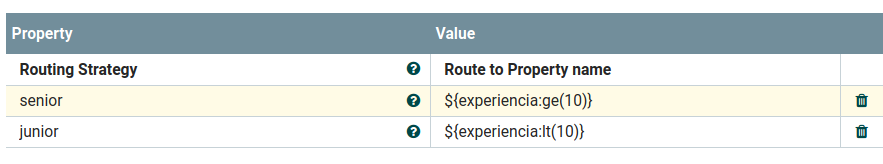 Property Value
Routing Strategy Route to Property name
senior ${experiencia:ge(10)}
junior ${experiencia:lt(10)}